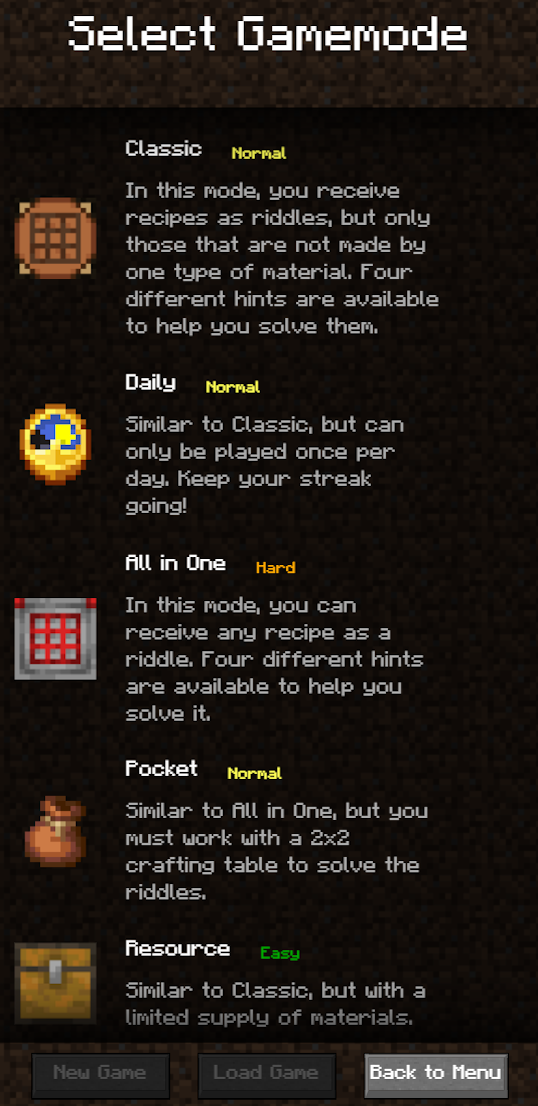 Select Gamemode
Classic Normal
In this mode, you receive
recipes as riddles, but only
those that are not made by
one type of material. Four
different hints are available
to help you solve them.
Daily Normal
Similar to Classic, but can
only be played once per
day. Keep your streak
going!
All in One Hard
In this mode, you can
receive any recipe as a
riddle. Four different hints
are available to help you
solve it.
Pocket Normal
Similar to All in One, but you
must work with a 2x2
crafting table to solve the
riddles.
Resource Easy
Similar to Classic, but with a
limited supply of materials.
New Game Load Game Back to Menu